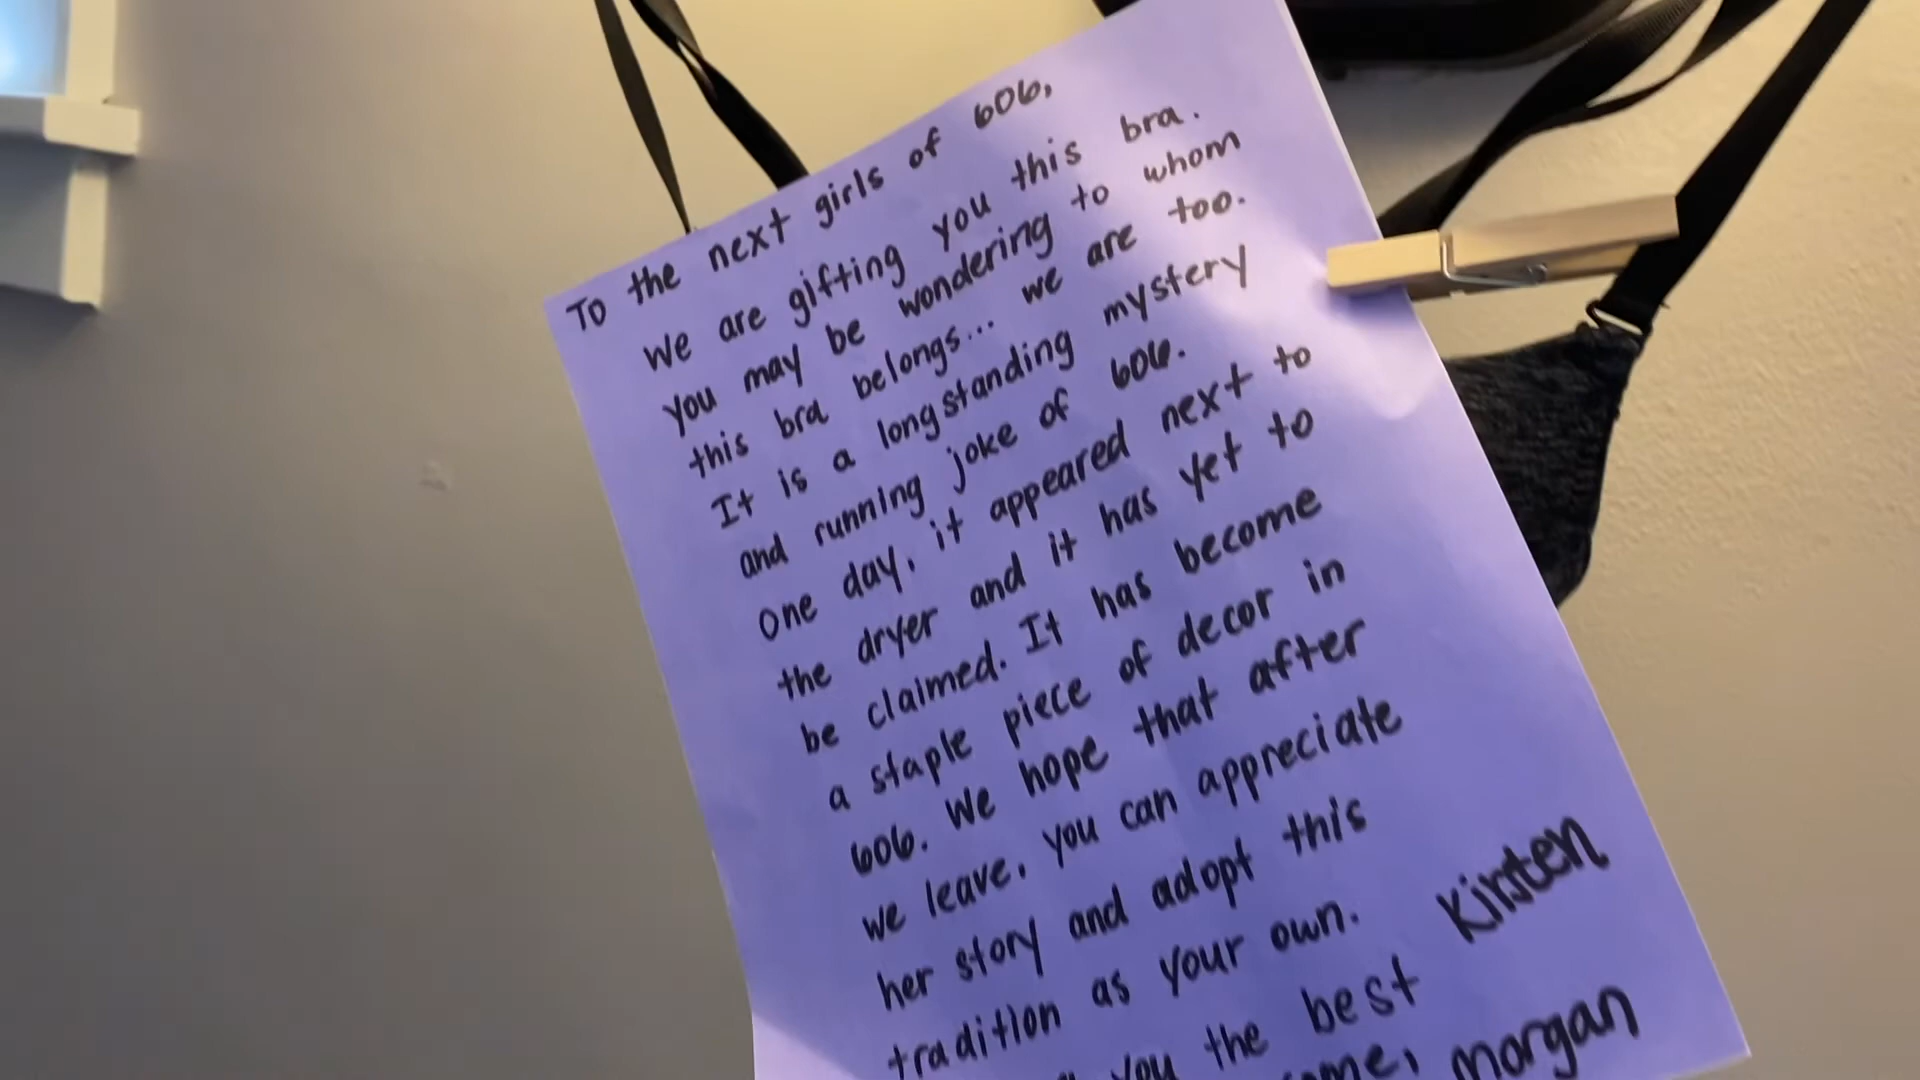 To the next girls of 606,
We are gifting you this bra.
you may be wondering to whom
this bra belongs... we are too.
It is a longstanding mystery
and running joke of 606.
One day, it appeared next to
the dryer and it has yet to
be claimed. It has become
a staple piece of decor in
606. We hope that after
we leave, you can appreciate
her story and adopt this
tradition as your own.
you the best
Kirsten
Morgan